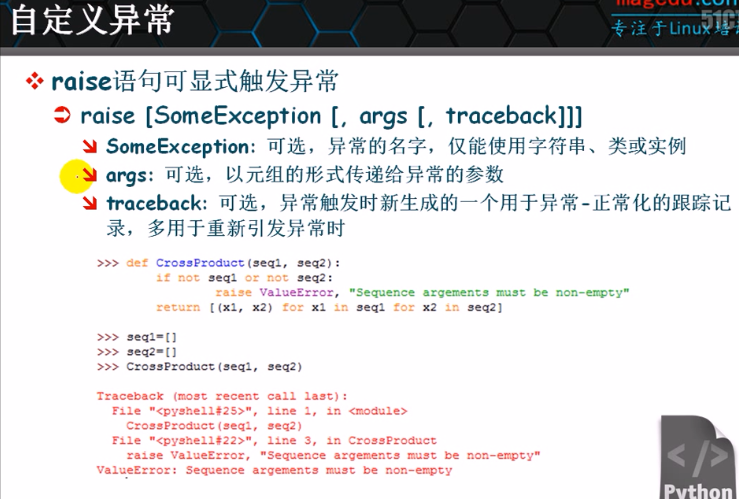 自定义异常
magedu.com
51C
专注于Linux培
raise语句可显式触发异常
raise [SomeException [, args [, traceback]]]
SomeException: 可选，异常的名字，仅能使用字符串、类或实例
args: 可选，以元组的形式传递给异常的参数
traceback: 可选，异常触发时新生成的一个用于异常-正常化的跟踪记
录，多用于重新引发异常时
>>> def CrossProduct(seq1, seq2):
if not seq1 or not seq2:
raise ValueError, "Sequence argements must be non-empty"
return [(x1, x2) for x1 in seq1 for x2 in seq2]
>>> seq1=[]
>>> seq2=[]
>>> CrossProduct(seq1, seq2)
Traceback (most recent call last):
File "<pyshell#25>", line 1, in <module>
CrossProduct(seq1, seq2)
File "<pyshell#22>", line 3, in CrossProduct
raise ValueError, "Sequence argements must be non-empty"
ValueError: Sequence argements must be non-empty
</> 
Python